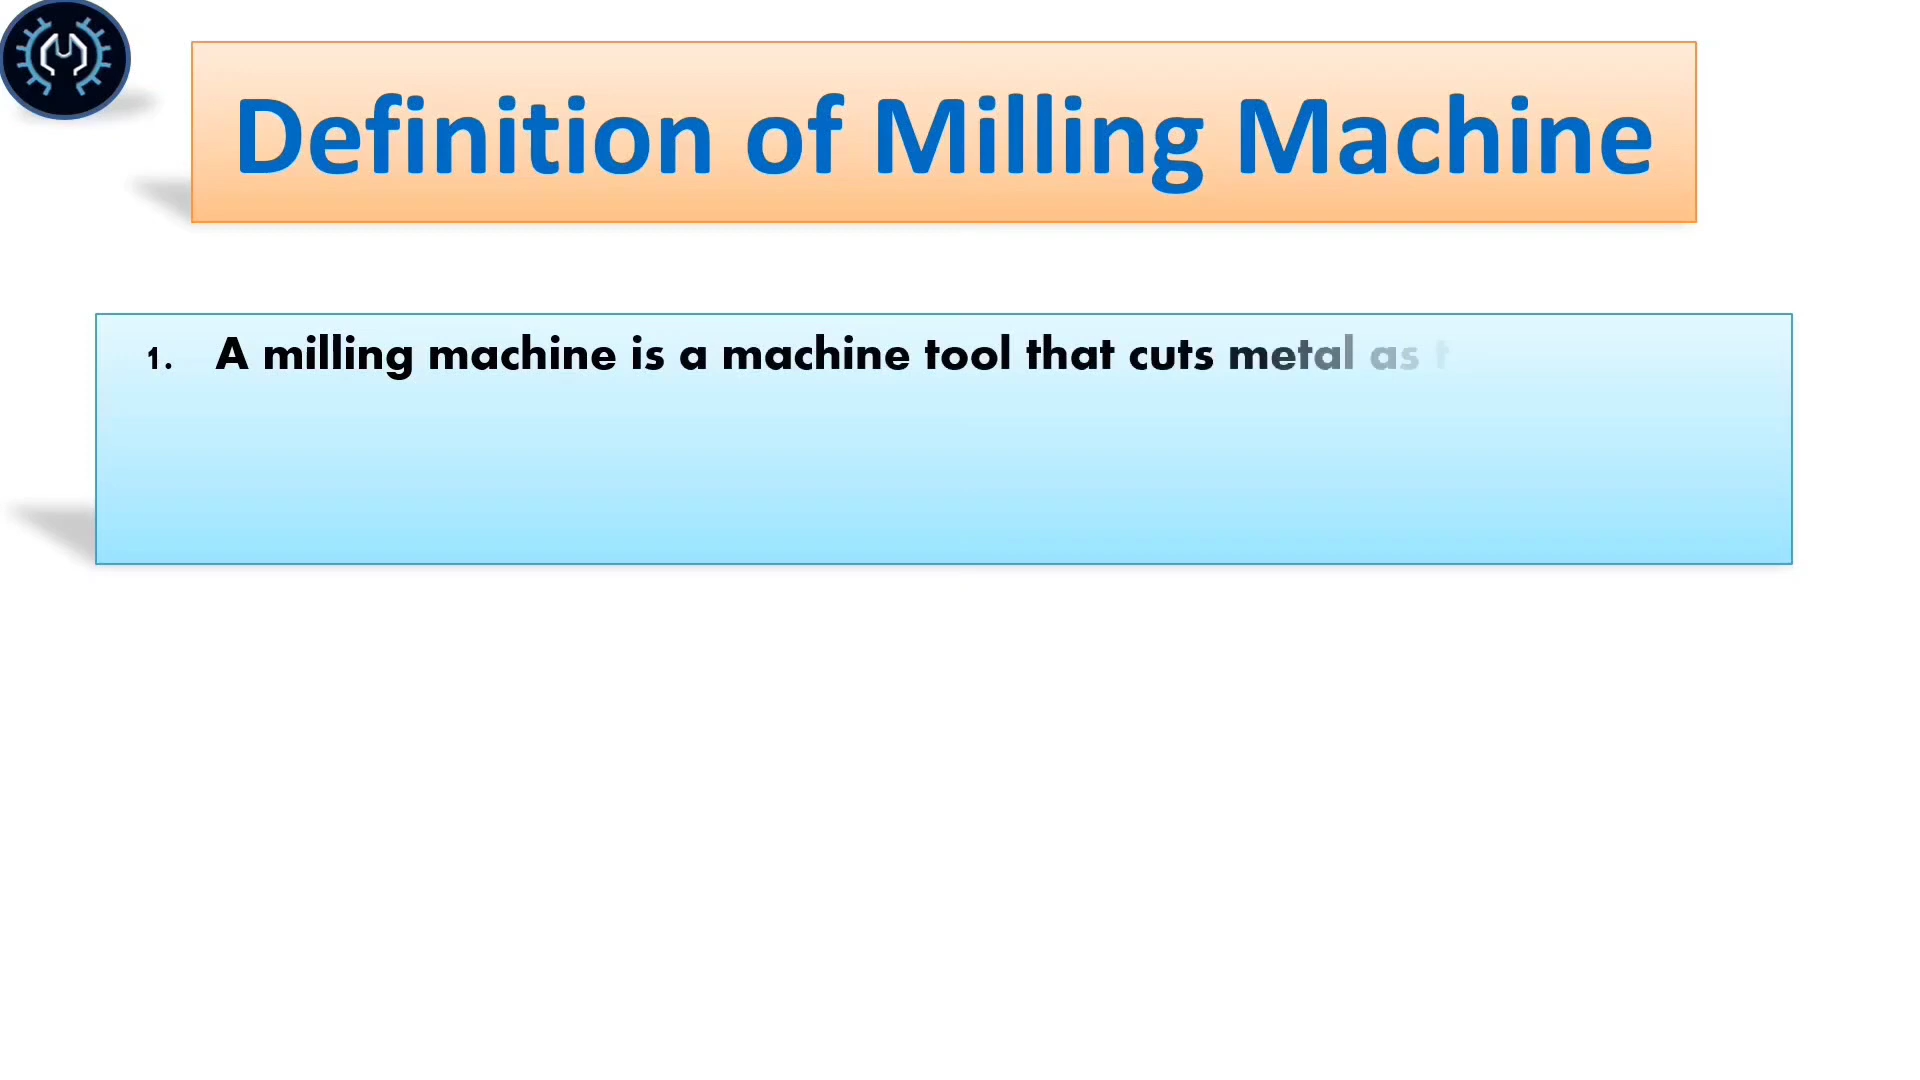 Definition of Milling Machine
1. A milling machine is a machine tool that cuts metal as